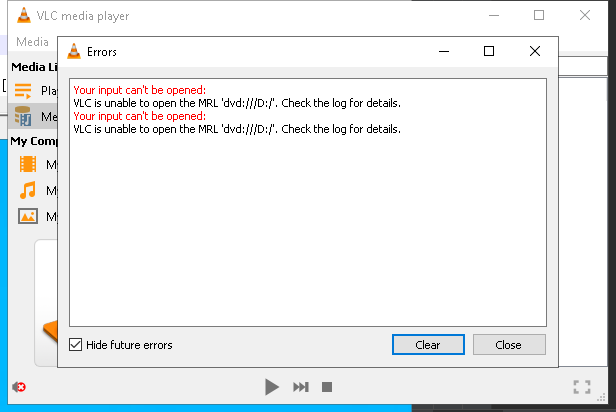 VLC media player
Media
Errors
Media Li
Your input can't be opened:
VLC is unable to open the MRL 'dvd:///D:/'. Check the log for details.
Your input can't be opened:
VLC is unable to open the MRL 'dvd:///D:/'. Check the log for details.
Play
Me
My Comp
My
My
My
Hide future errors
Clear
Close